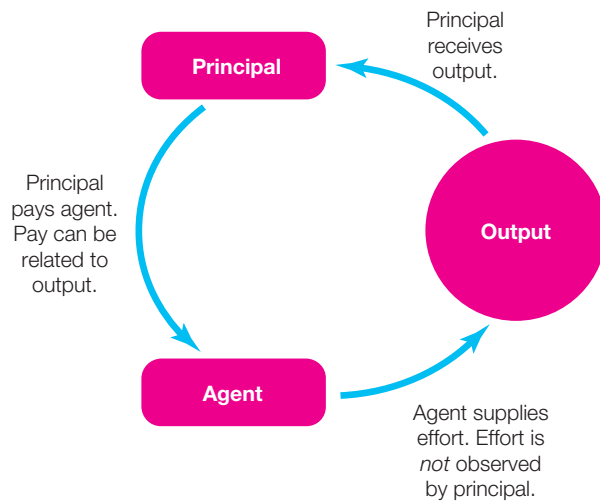 Principal
receives
output.
Principal
Principal
pays agent.
Pay can be
related to
output.
Output
Agent
Agent supplies
effort. Effort is
not observed
by principal.